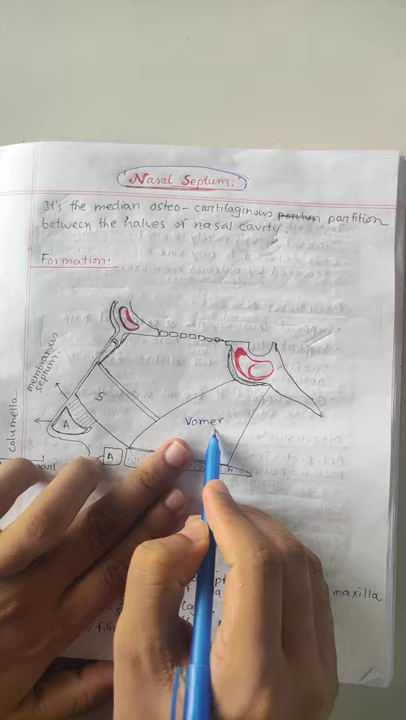 Nasal Septum:
It's the median osteo-cartilaginous partition
between the halves of nasal cavity.
Formation:
membranous
septum.
columella
S
A
Vomer
A
N
maxilla